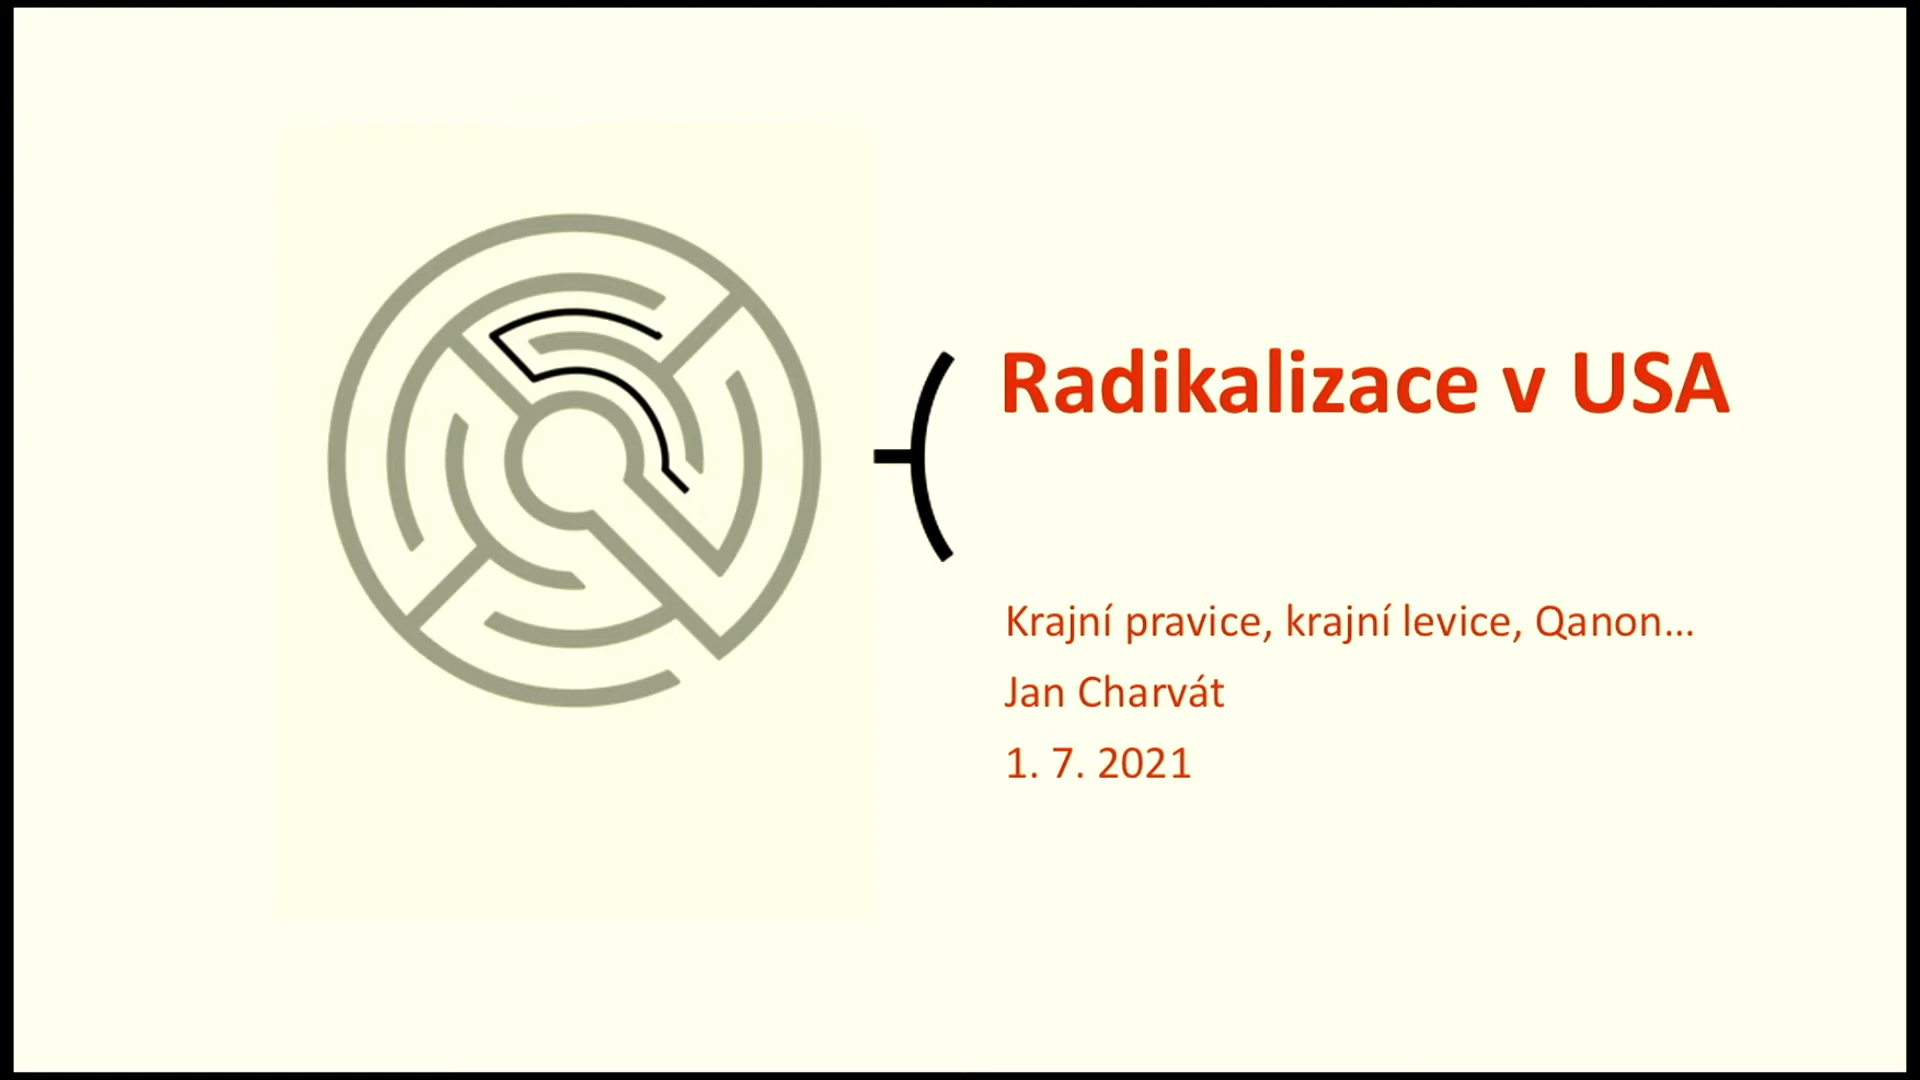 Radikalizace v USA
Krajní pravice, krajní levice, Qanon...
Jan Charvát
1. 7. 2021